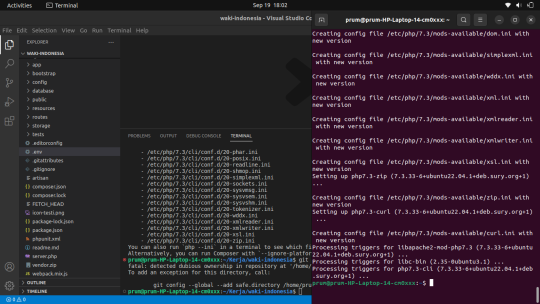 Activities
Terminal
Sep 19 18:02
waki-indonesia - Visual Studio Co
File Edit Selection View Go Run Terminal Help
EXPLORER
WAKI-INDONESIA
app
bootstrap
config
database
public
resources
routes
storage
tests
.editorconfig
.env
.gitattributes
.gitignore
artisan
composer.json
composer.lock
FETCH_HEAD
icon-test1.png
package-lock.json
package.json
phpunit.xml
readme.md
server.php
vendor.zip
webpack.mix.js
PROBLEMS OUTPUT DEBUG CONSOLE TERMINAL
- /etc/php/7.3/cli/conf.d/20-phar.ini
- /etc/php/7.3/cli/conf.d/20-posix.ini
- /etc/php/7.3/cli/conf.d/20-readline.ini
- /etc/php/7.3/cli/conf.d/20-shmop.ini
- /etc/php/7.3/cli/conf.d/20-simplexml.ini
- /etc/php/7.3/cli/conf.d/20-sockets.ini
- /etc/php/7.3/cli/conf.d/20-sysvmsg.ini
- /etc/php/7.3/cli/conf.d/20-sysvsem.ini
- /etc/php/7.3/cli/conf.d/20-sysvshm.ini
- /etc/php/7.3/cli/conf.d/20-tokenizer.ini
- /etc/php/7.3/cli/conf.d/20-wddx.ini
- /etc/php/7.3/cli/conf.d/20-xmlreader.ini
- /etc/php/7.3/cli/conf.d/20-xmlwriter.ini
- /etc/php/7.3/cli/conf.d/20-xsl.ini
- /etc/php/7.3/cli/conf.d/20-zip.ini
You can also run `php --ini` in a terminal to see which fi
Alternatively, you can run Composer with `--ignore-platfor
prum@prum-HP-Laptop-14-cm0xxx:~/Kerja/waki-indonesia$ git
fatal: detected dubious ownership in repository at '/home/
To add an exception for this directory, call:
git config --global --add safe.directory /home/prum
prum@prum-HP-Laptop-14-cm0xxx:~/Kerja/waki-indonesia$
prum@prum-HP-Laptop-14-cm0xxx: ~
Creating config file /etc/php/7.3/mods-available/dom.ini with
new version
Creating config file /etc/php/7.3/mods-available/simplexml.ini
with new version
Creating config file /etc/php/7.3/mods-available/wddx.ini with
new version
Creating config file /etc/php/7.3/mods-available/xml.ini with
new version
Creating config file /etc/php/7.3/mods-available/xmlreader.ini
with new version
Creating config file /etc/php/7.3/mods-available/xmlwriter.ini
with new version
Creating config file /etc/php/7.3/mods-available/xsl.ini with
new version
Setting up php7.3-zip (7.3.33-6+ubuntu22.04.1+deb.sury.org+1)
...
Creating config file /etc/php/7.3/mods-available/zip.ini with
new version
Setting up php7.3-curl (7.3.33-6+ubuntu22.04.1+deb.sury.org+1)
...
Creating config file /etc/php/7.3/mods-available/curl.ini with
new version
Processing triggers for libapache2-mod-php7.3 (7.3.33-6+ubuntu
22.04.1+deb.sury.org+1) ...
Processing triggers for libc-bin (2.35-0ubuntu3.1) ...
Processing triggers for php7.3-cli (7.3.33-6+ubuntu22.04.1+deb
.sury.org+1) ...
prum@prum-HP-Laptop-14-cm0xxx:~$